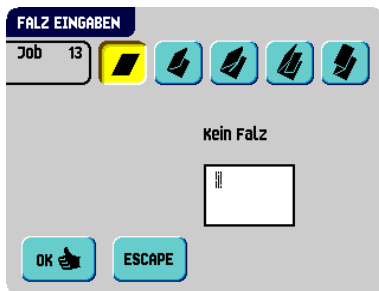 FALZ EINGABEN
Job 13
Kein Falz
OK
ESCAPE